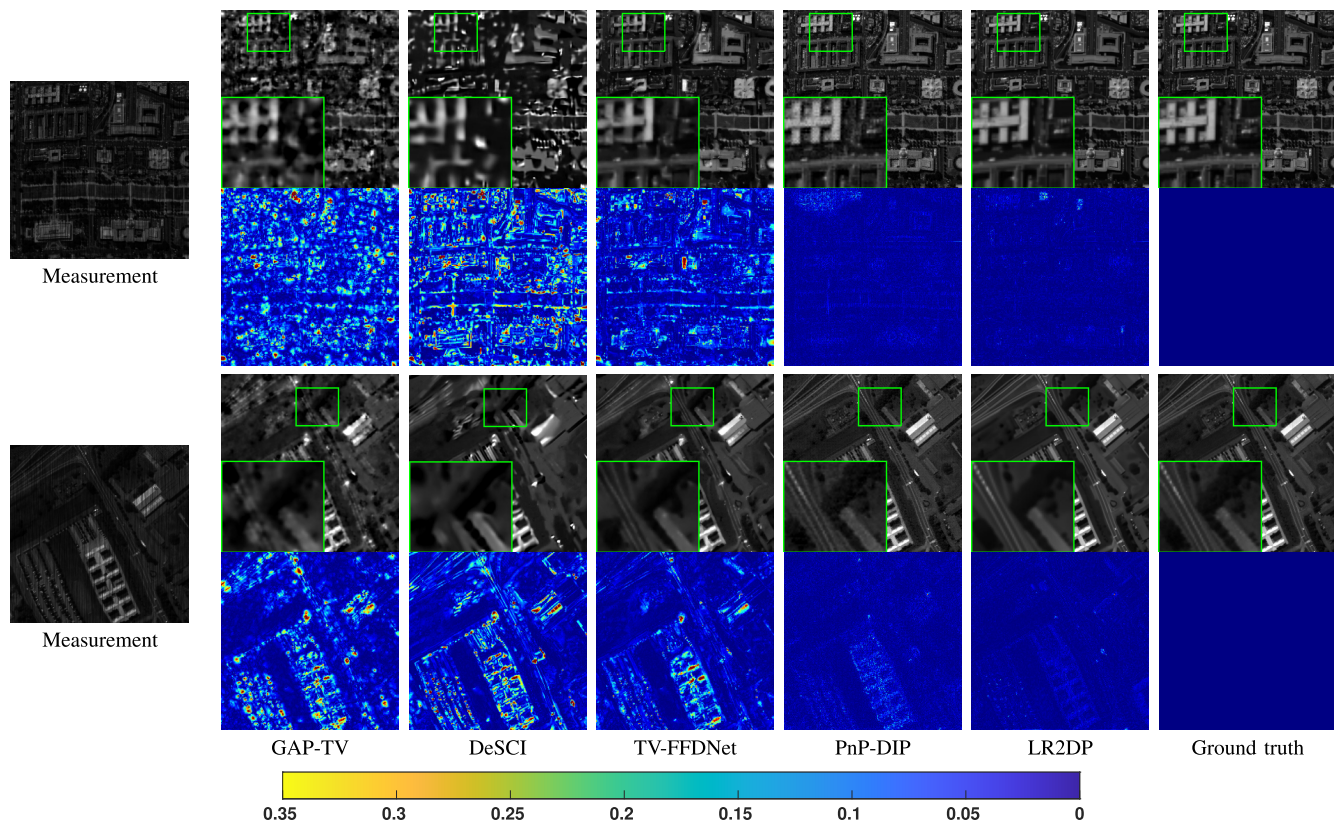 Measurement
Measurement
GAP-TV
DeSCI
TV-FFDNet
PnP-DIP
LR2DP
Ground truth
0.35
0.3
0.25
0.2
0.15
0.1
0.05
0